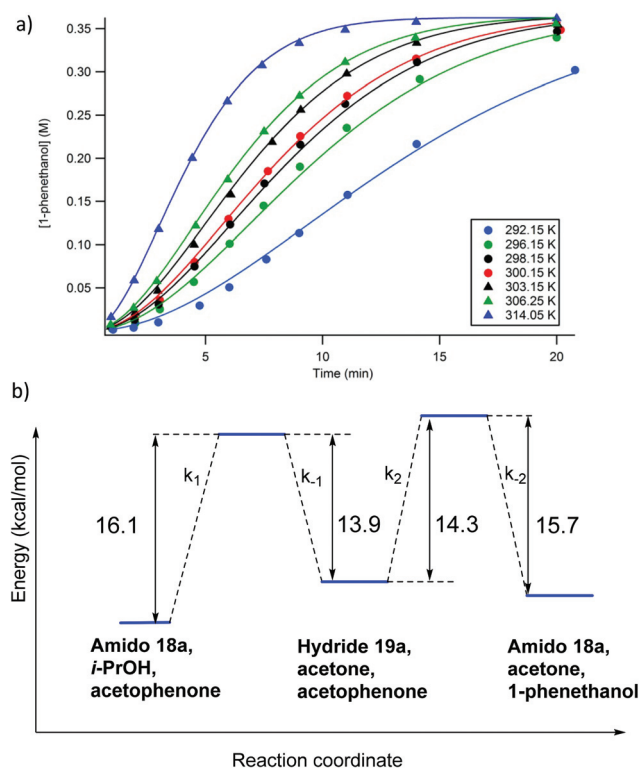 a)
[1-phenethanol] (M)
0.35
0.30
0.25
0.20
0.15
0.10
0.05
5
10
15
20
Time (min)
292.15 K
296.15 K
298.15 K
300.15 K
303.15 K
306.25 K
314.05 K
b)
Energy (kcal/mol)
k1
k-1
k2
k-2
16.1
13.9
14.3
15.7
Amido 18a,
i-PrOH,
acetophenone
Hydride 19a,
acetone,
acetophenone
Amido 18a,
acetone,
1-phenethanol
Reaction coordinate